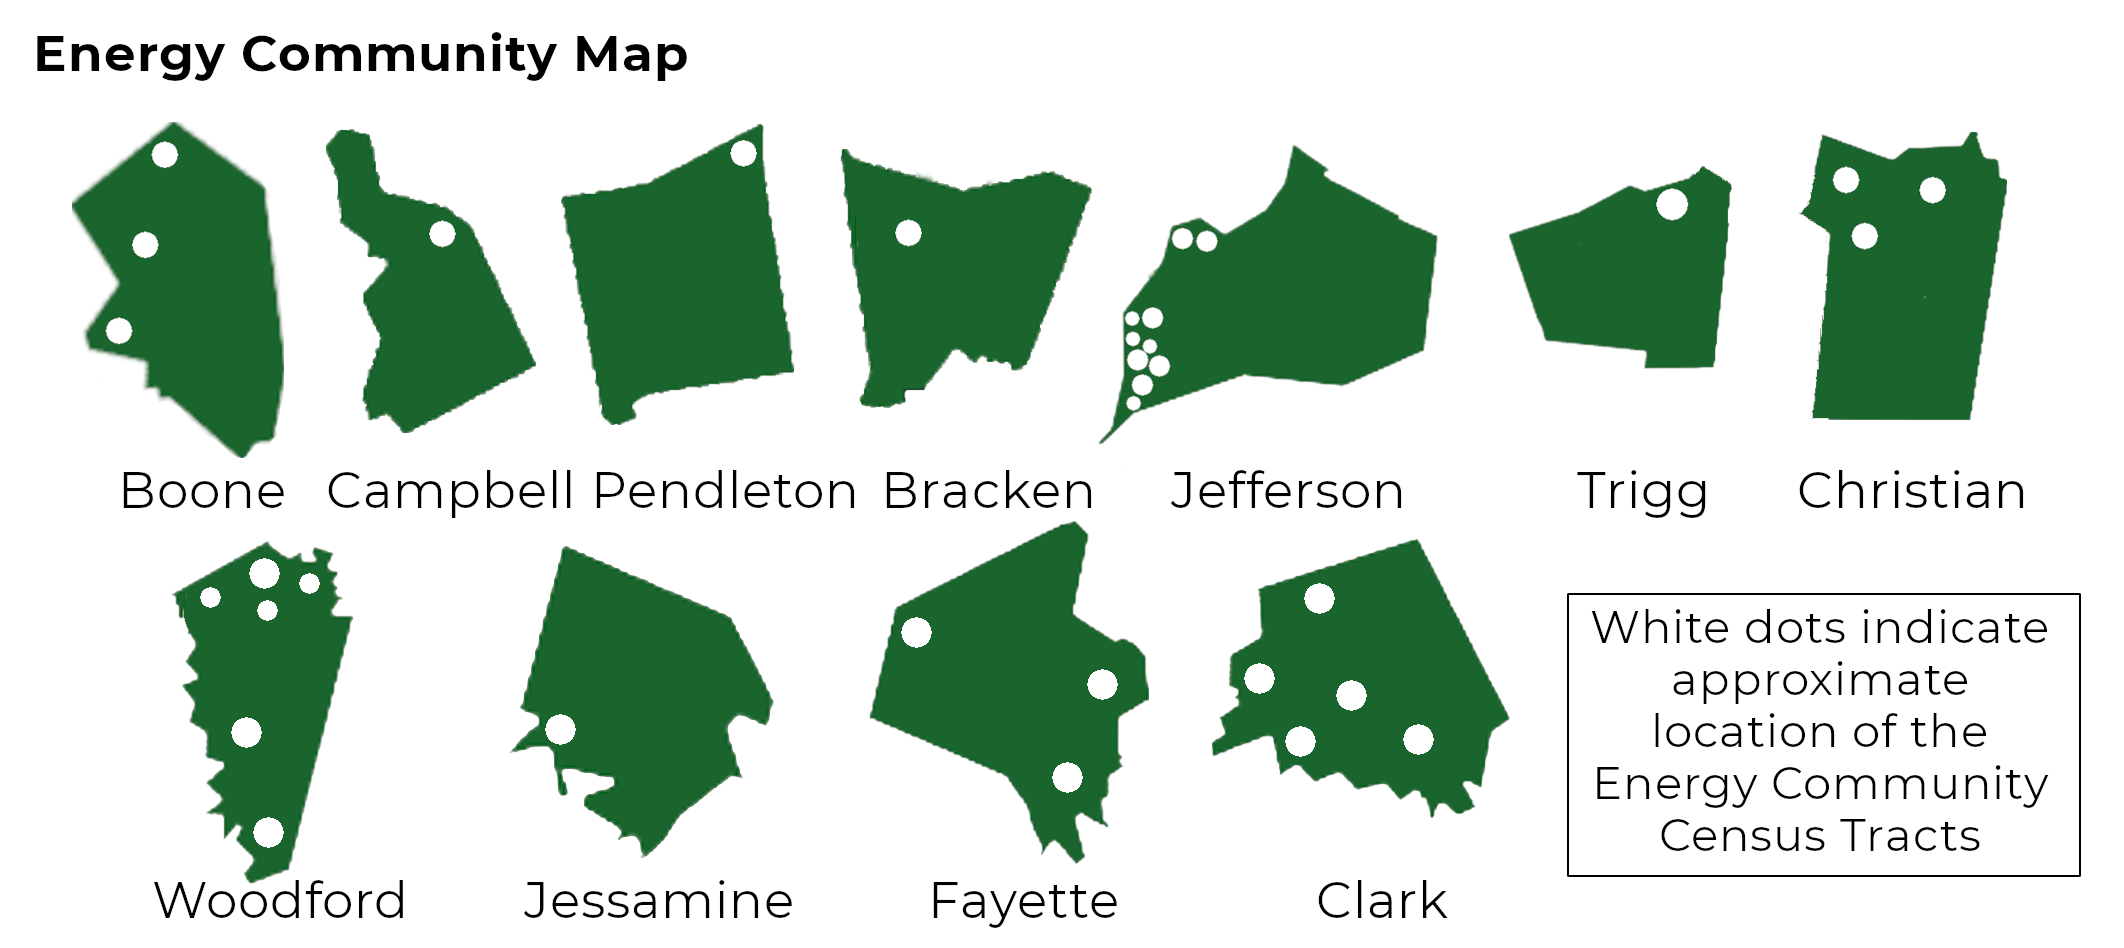 Energy Community Map
Boone Campbell Pendleton Bracken Jefferson Trigg Christian
Woodford Jessamine Fayette Clark
White dots indicate
approximate
location of the
Energy Community
Census Tracts